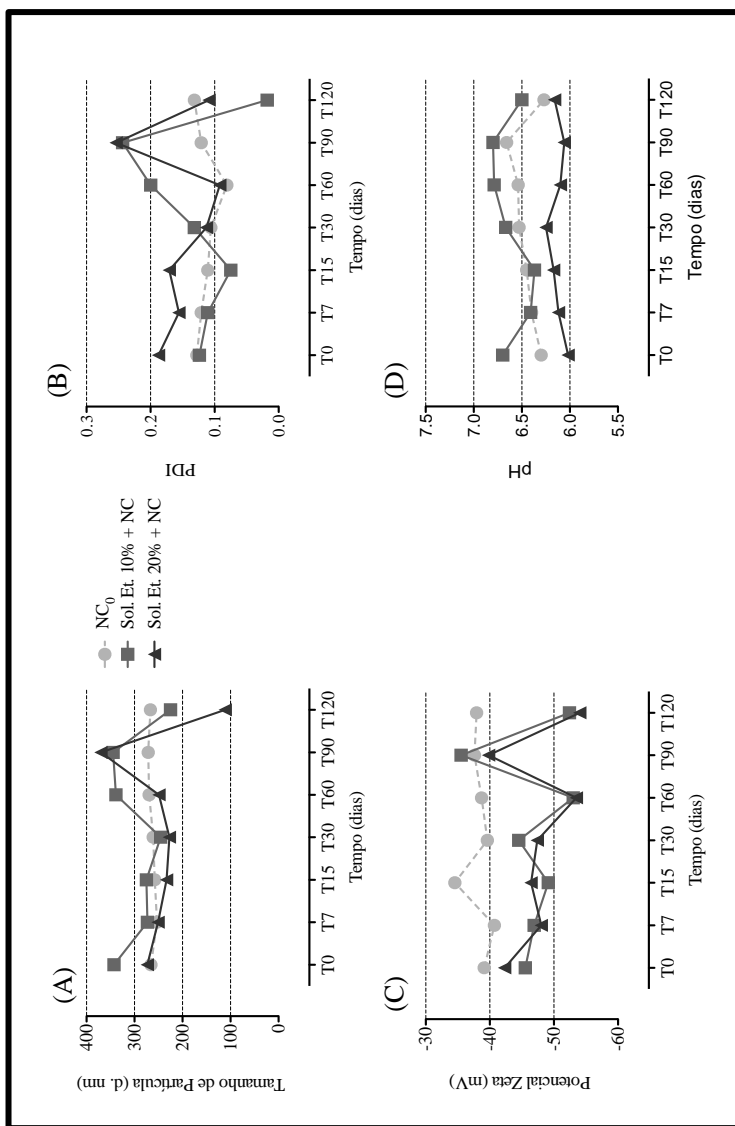 (A)
Tamanho de Partícula (d. nm)
400
300
200
100
0
T0 T7 T15 T30 T60 T90 T120
Tempo (dias)
NC0
Sol. Et. 10% + NC
Sol. Et. 20% + NC
(B)
PDI
0.3
0.2
0.1
0.0
T0 T7 T15 T30 T60 T90 T120
Tempo (dias)
(C)
Potencial Zeta (mV)
-30
-40
-50
-60
T0 T7 T15 T30 T60 T90 T120
Tempo (dias)
(D)
pH
7.5
7.0
6.5
6.0
5.5
T0 T7 T15 T30 T60 T90 T120
Tempo (dias)